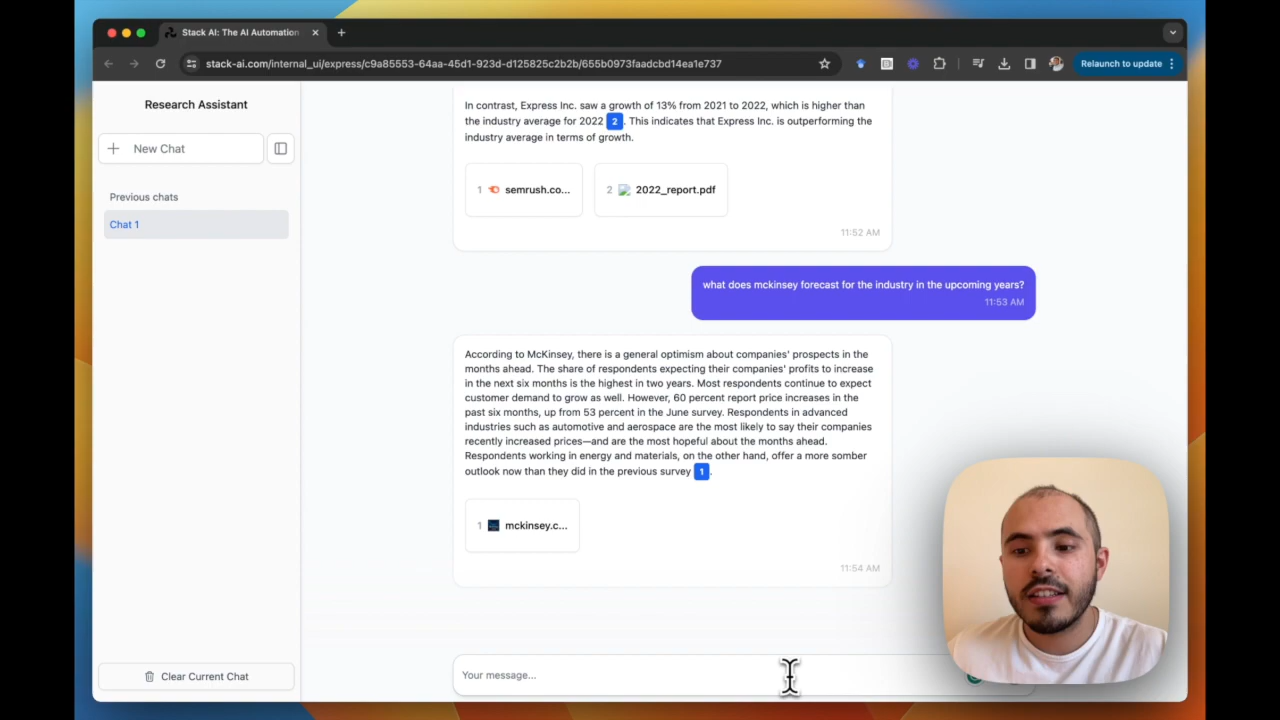 Stack AI: The AI Automation
stack-ai.com/internal_ui/express/c9a85553-64aa-45d1-923d-d125825c2b2b/655b0973faadcbd14ea1e737
Relaunch to update
Research Assistant
New Chat
Previous chats
Chat 1
Clear Current Chat
In contrast, Express Inc. saw a growth of 13% from 2021 to 2022, which is higher than
the industry average for 2022 2 . This indicates that Express Inc. is outperforming the
industry average in terms of growth.
1 semrush.co...
2 2022_report.pdf
11:52 AM
what does mckinsey forecast for the industry in the upcoming years?
11:53 AM
According to McKinsey, there is a general optimism about companies' prospects in the
months ahead. The share of respondents expecting their companies' profits to increase
in the next six months is the highest in two years. Most respondents continue to expect
customer demand to grow as well. However, 60 percent report price increases in the
past six months, up from 53 percent in the June survey. Respondents in advanced
industries such as automotive and aerospace are the most likely to say their companies
recently increased prices—and are the most hopeful about the months ahead.
Respondents working in energy and materials, on the other hand, offer a more somber
outlook now than they did in the previous survey 1 .
1 mckinsey.c...
11:54 AM
Your message...